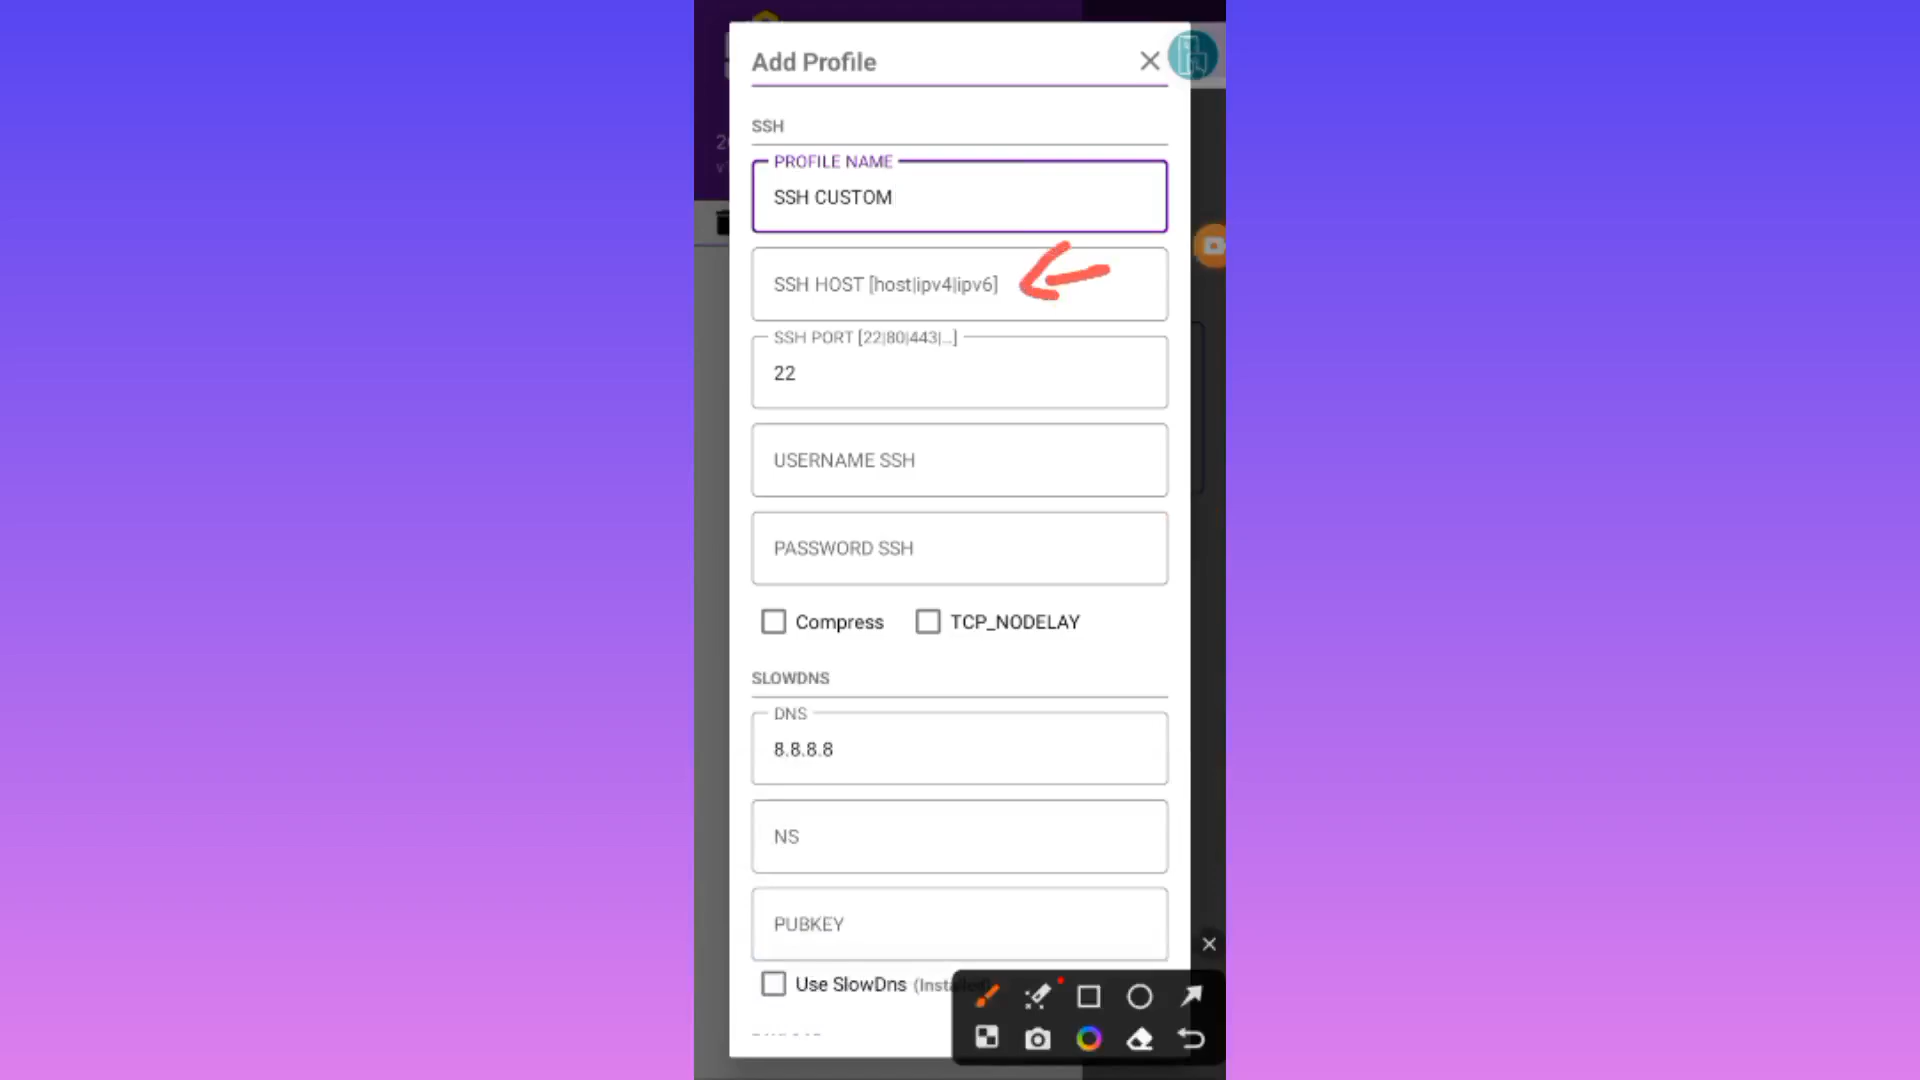 Add Profile
SSH
PROFILE NAME
SSH CUSTOM
SSH HOST [host|ipv4|ipv6]
SSH PORT [22|80|443|...]
22
USERNAME SSH
PASSWORD SSH
Compress TCP_NODELAY
SLOWDNS
DNS
8.8.8.8
NS
PUBKEY
Use SlowDns